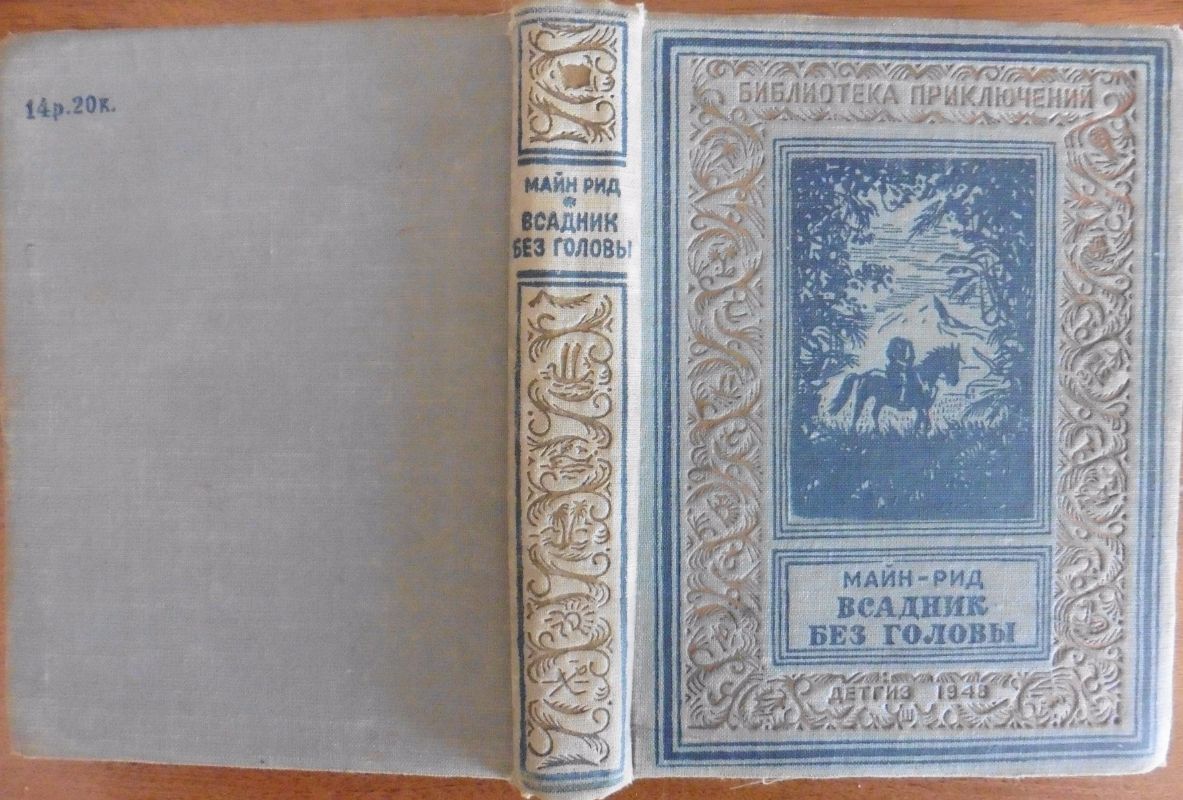 14р.20к.
МАЙН РИД
ВСАДНИК
БЕЗ ГОЛОВЫ
БИБЛИОТЕКА ПРИКЛЮЧЕНИЙ
МАЙН-РИД
ВСАДНИК
БЕЗ ГОЛОВЫ
ДЕТГИЗ 1948